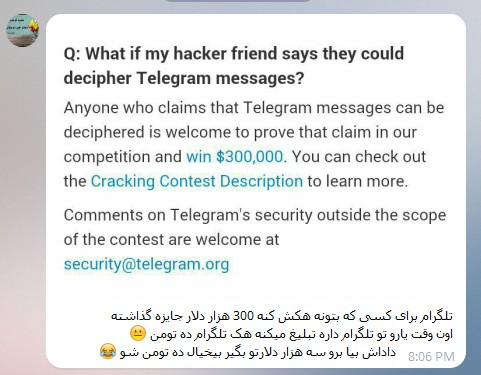 Q: What if my hacker friend says they could
decipher Telegram messages?
Anyone who claims that Telegram messages can be
deciphered is welcome to prove that claim in our
competition and win $300,000. You can check out
the Cracking Contest Description to learn more.
Comments on Telegram's security outside the scope
of the contest are welcome at
security@telegram.org
تلگرام برای کسی که بتونه هکش کنه 300 هزار دلار جایزه گذاشته
اون وقت یارو تو تلگرام داره تبلیغ میکنه هک تلگرام ده تومن 😐
داداش بیا برو سه هزار دلارتو بگیر بیخیال ده تومن شو 😂
8:06 PM